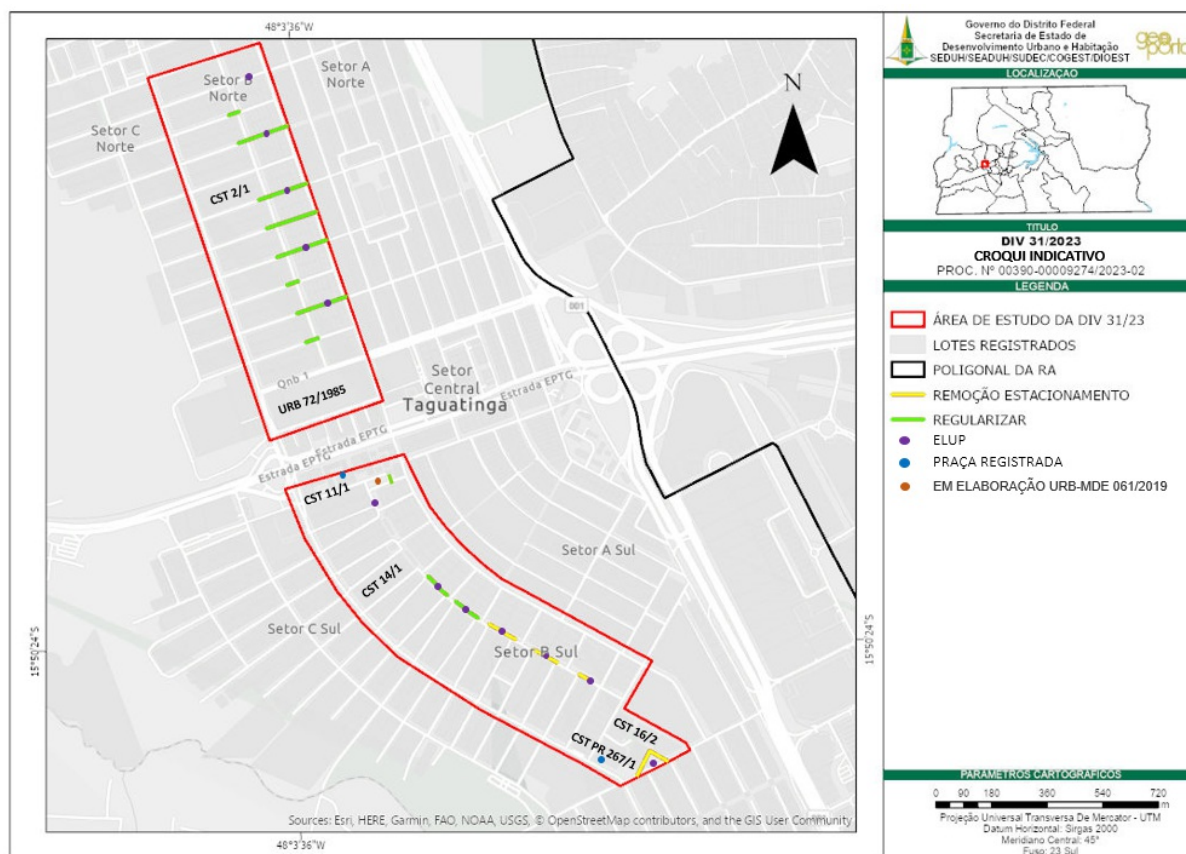 48°3'36"W
Setor A
Norte
Setor B
Norte
Setor C
Norte
N
CST 2/1
001
Qnb 1
URB 72/1985
Setor
Central
Taguatinga
Estrada EPTG
Estrada EPTG
Estrada EPTG
CST 11/1
Setor A Sul
CST 14/1
Setor C Sul
Setor B Sul
15°50'24"S
15°50'24"S
CST 16/2
CST PR 267/1
Sources: Esri, HERE, Garmin, FAO, NOAA, USGS, © OpenStreetMap contributors, and the GIS User Community
48°3'36"W
Governo do Distrito Federal
Secretaria de Estado de
Desenvolvimento Urbano e Habitação
SEDUH/SEADUH/SUDEC/COGEST/DIOEST
geo
porta
LOCALIZAÇÃO
TITULO
DIV 31/2023
CROQUI INDICATIVO
PROC. Nº 00390-00009274/2023-02
LEGENDA
ÁREA DE ESTUDO DA DIV 31/23
LOTES REGISTRADOS
POLIGONAL DA RA
REMOÇÃO ESTACIONAMENTO
REGULARIZAR
ELUP
PRAÇA REGISTRADA
EM ELABORAÇÃO URB-MDE 061/2019
PARÂMETROS CARTOGRÁFICOS
0 90 180 360 540 720
m
Projeção Universal Transversa De Mercator - UTM
Datum Horizontal: Sirgas 2000
Meridiano Central: 45°
Fuso: 23 Sul